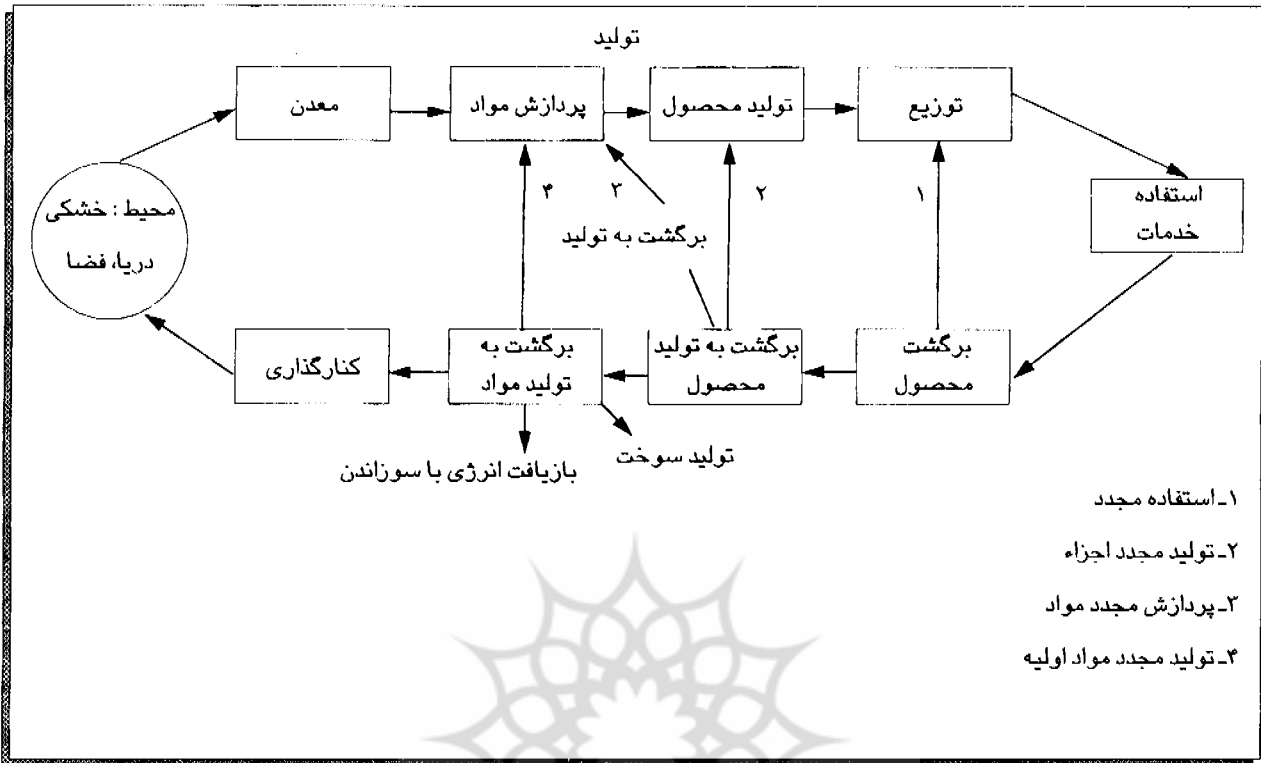 تولید
معدن
پردازش مواد
تولید محصول
توزیع
استفاده
خدمات
محیط : خشکی
دریا، فضا
۴
۳
۲
۱
برگشت به تولید
برگشت
محصول
برگشت به تولید
محصول
برگشت به
تولید مواد
کنارگذاری
تولید سوخت
بازیافت انرژی با سوزاندن
۱ـ استفاده مجدد
۲ـ تولید مجدد اجزاء
۳ـ پردازش مجدد مواد
۴ـ تولید مجدد مواد اولیه